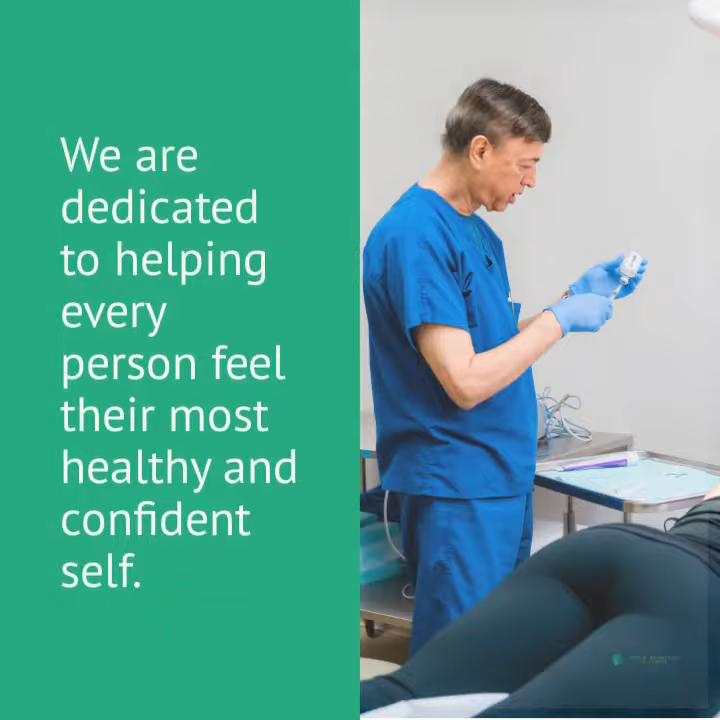 We are
dedicated
to helping
every
person feel
their most
healthy and
confident
self.